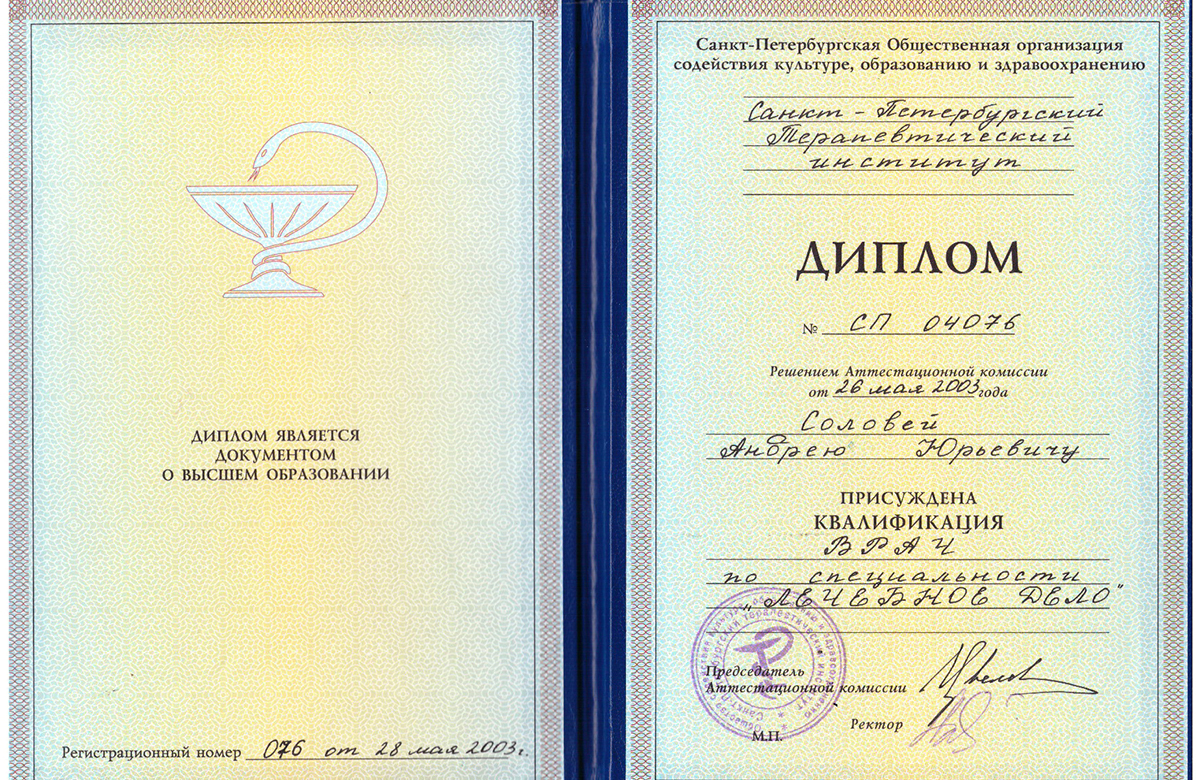 ДИПЛОМ ЯВЛЯЕТСЯ
ДОКУМЕНТОМ
О ВЫСШЕМ ОБРАЗОВАНИИ
Регистрационный номер 076 от 28 мая 2003 г.
Санкт-Петербургская Общественная организация
содействия культуре, образованию и здравоохранению
Санкт-Петербургский
Терапевтический
институт
ДИПЛОМ
№ СП 04076
Решением Аттестационной комиссии
от 26 мая 2003 года
Соловей
Андрею Юрьевичу
ПРИСУЖДЕНА
КВАЛИФИКАЦИЯ
ВРАЧ
по специальности
„ЛЕЧЕБНОЕ ДЕЛО"
Председатель
Аттестационной комиссии
Ректор
М.П.